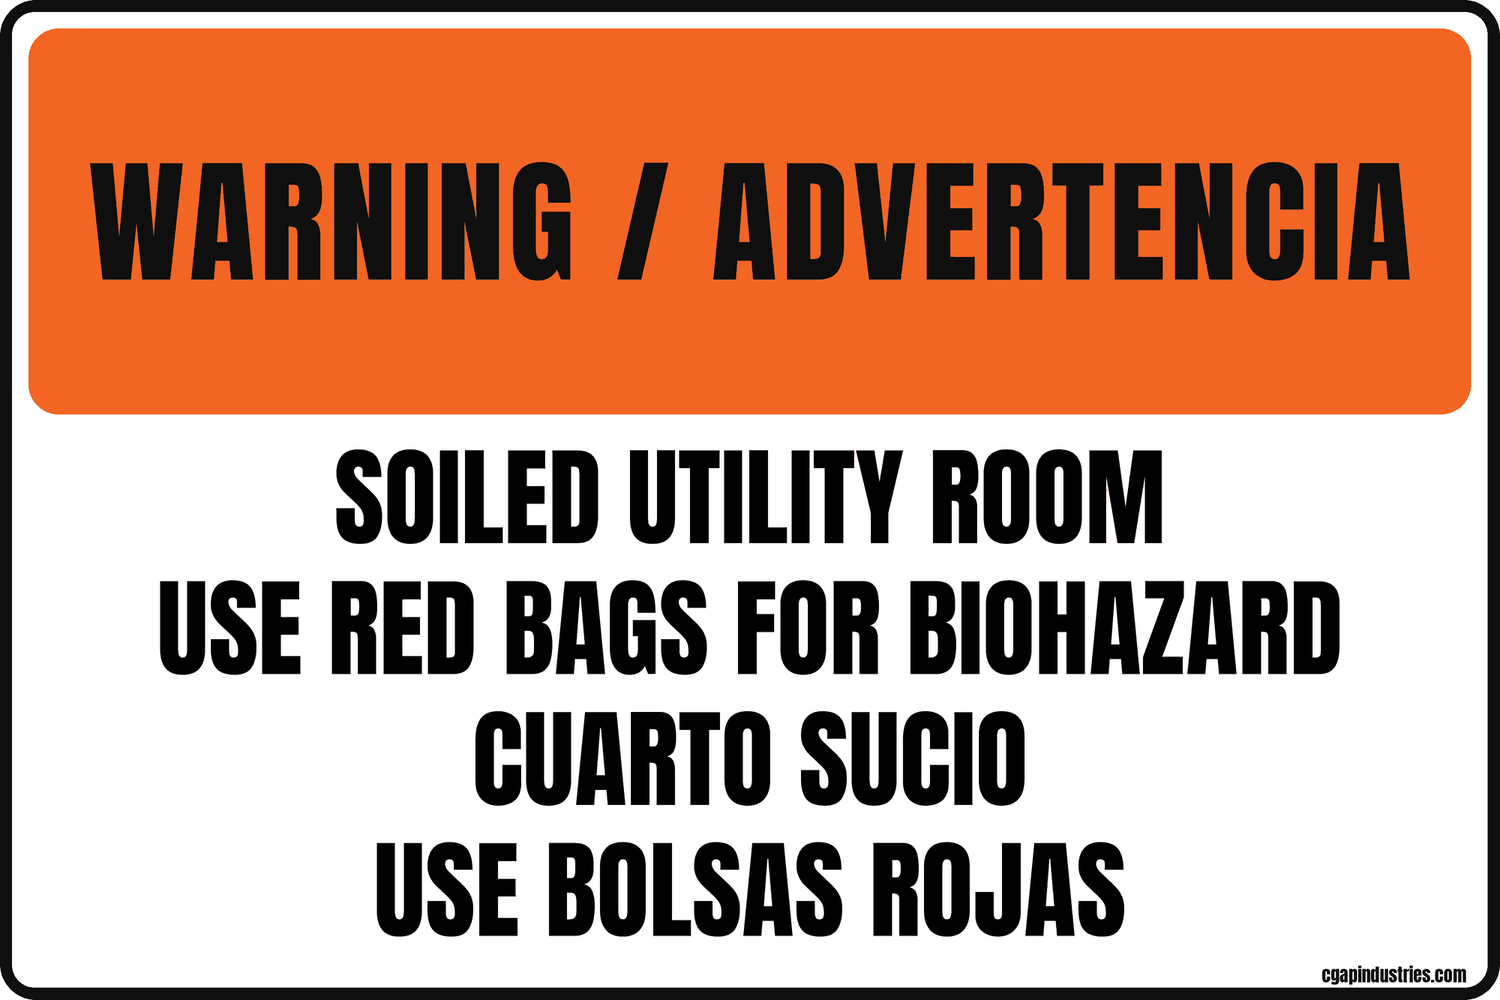 WARNING / ADVERTENCIA
SOILED UTILITY ROOM
USE RED BAGS FOR BIOHAZARD
CUARTO SUCIO
USE BOLSAS ROJAS
cgapindustries.com